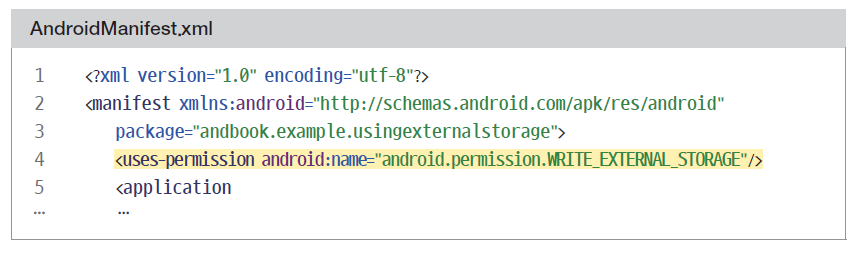 AndroidManifest.xml
1 <?xml version="1.0" encoding="utf-8"?>
2 <manifest xmlns:android="http://schemas.android.com/apk/res/android"
3 package="andbook.example.usingexternalstorage">
4 <uses-permission android:name="android.permission.WRITE_EXTERNAL_STORAGE"/>
5 <application
… …